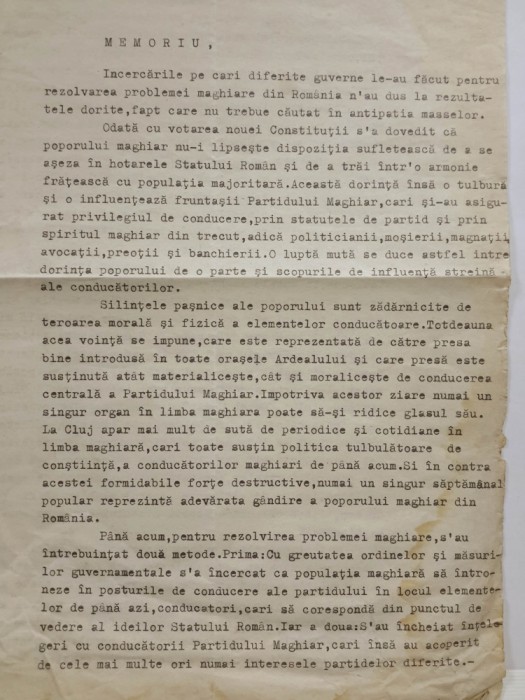 MEMORIU,
Incercările pe cari diferite guverne le-au făcut pentru
rezolvarea problemei maghiare din România n'au dus la rezulta-
tele dorite,fapt care nu trebue căutat în antipatia masselor.
Odată cu votarea nouei Constituţii s'a dovedit că
poporului maghiar nu-i lipseşte dispoziţia sufletească de a se
aşeza în hotarele Statului Român şi de a trăi într'o armonie
frăţească cu populaţia majoritară.Această dorinţă însă o tulbură
şi o influenţează fruntaşii Partidului Maghiar,cari şi-au asigu-
rat privilegiul de conducere,prin statutele de partid şi prin
spiritul maghiar din trecut,adică politicianii,moşierii,magnaţii,
avocaţii,preoţii şi banchierii.O luptă mută se duce astfel între
dorinţa poporului de o parte şi scopurile de influenţă streină -
ale conducătorilor.
Silinţele paşnice ale poporului sunt zădărnicite de
teroarea morală şi fizică a elementelor conducătoare.Totdeauna
acea voinţă se impune,care este reprezentată de către presa
bine introdusă în toate oraşele Ardealului şi care presă este
susţinută atât materialiceşte,cât şi moraliceşte de conducerea
centrală a Partidului Maghiar.Impotriva acestor ziare numai un
singur organ în limba maghiara poate să-şi ridice glasul său.
La Cluj apar mai mult de sută de periodice şi cotidiane în
limba maghiară,cari toate susţin politica tulbulătoare de
conştiinţă,a conducătorilor maghiari de până acum.Si în contra
acestei formidabile forţe destructive,numai un singur săptămânal
popular reprezintă adevărata gândire a poporului maghiar din
România.
Până acum,pentru rezolvirea problemei maghiare,s'au
întrebuinţat două metode.Prima:Cu greutatea ordinelor şi măsuri-
lor guvernamentale s'a încercat ca populaţia maghiară să întro-
neze în posturile de conducere ale partidului în locul elemente-
lor de până azi,conducatori,cari să corespondă din punctul de
vedere al ideilor Statului Român.Iar a doua:S'au încheiat înţele-
geri cu conducătorii Partidului Maghiar,cari însă au acoperit
de cele mai multe ori numai interesele partidelor diferite.-